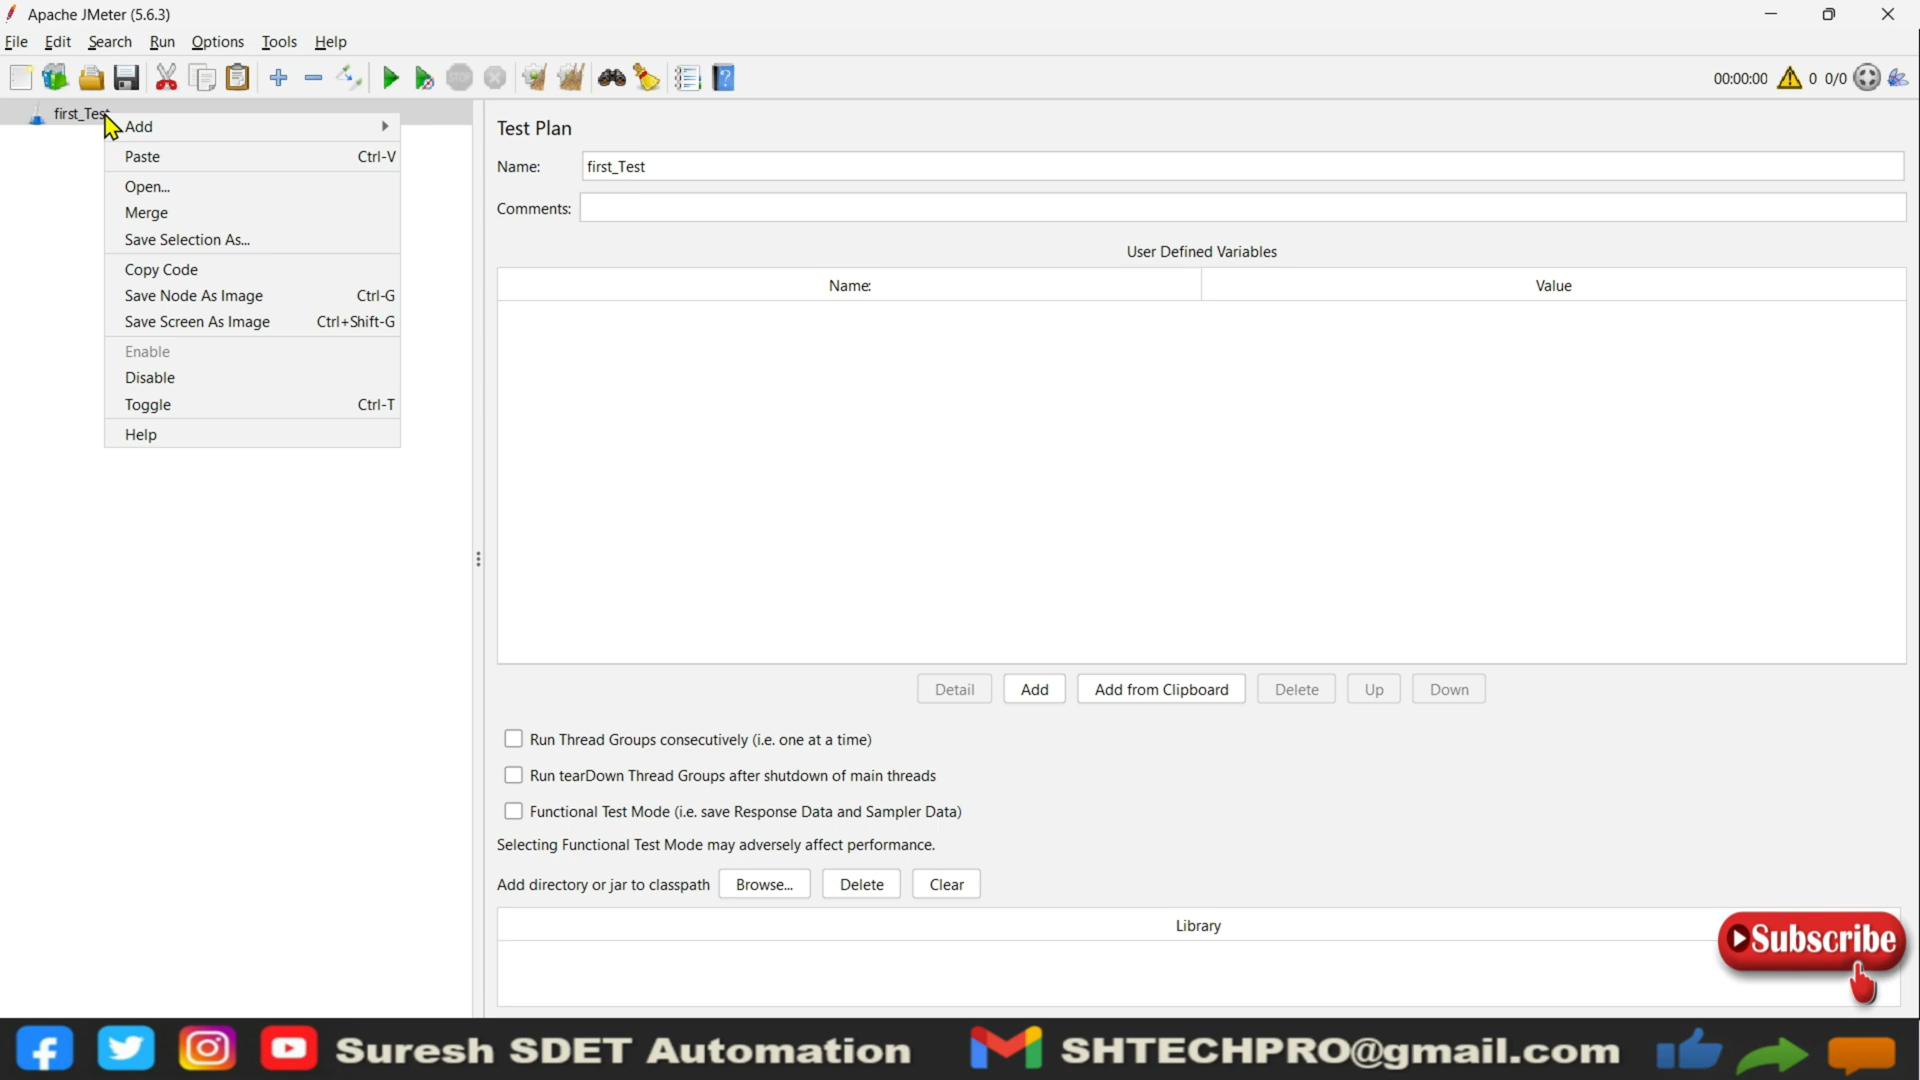 Apache JMeter (5.6.3)
File Edit Search Run Options Tools Help
STOP
00:00:00 0 0/0
first_Test
Add
Paste Ctrl-V
Open...
Merge
Save Selection As...
Copy Code
Save Node As Image Ctrl-G
Save Screen As Image Ctrl+Shift-G
Enable
Disable
Toggle Ctrl-T
Help
Test Plan
Name: first_Test
Comments:
User Defined Variables
Name: Value
Detail Add Add from Clipboard Delete Up Down
Run Thread Groups consecutively (i.e. one at a time)
Run tearDown Thread Groups after shutdown of main threads
Functional Test Mode (i.e. save Response Data and Sampler Data)
Selecting Functional Test Mode may adversely affect performance.
Add directory or jar to classpath Browse... Delete Clear
Library
Subscribe
Suresh SDET Automation SHTECHPRO@gmail.com